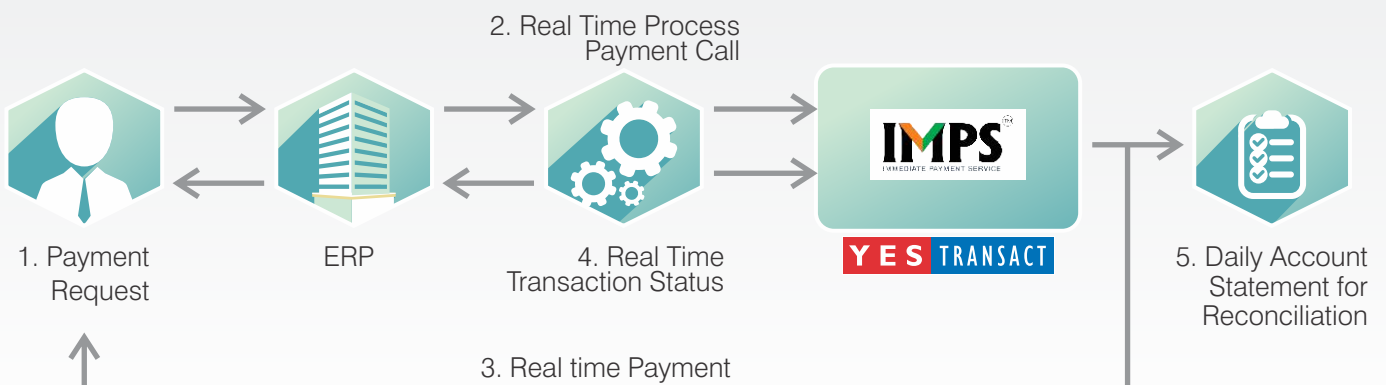 2. Real Time Process
Payment Call
IMPS™
IMMEDIATE PAYMENT SERVICE
1. Payment
Request
ERP
4. Real Time
Transaction Status
YES TRANSACT
5. Daily Account
Statement for
Reconciliation
3. Real time Payment